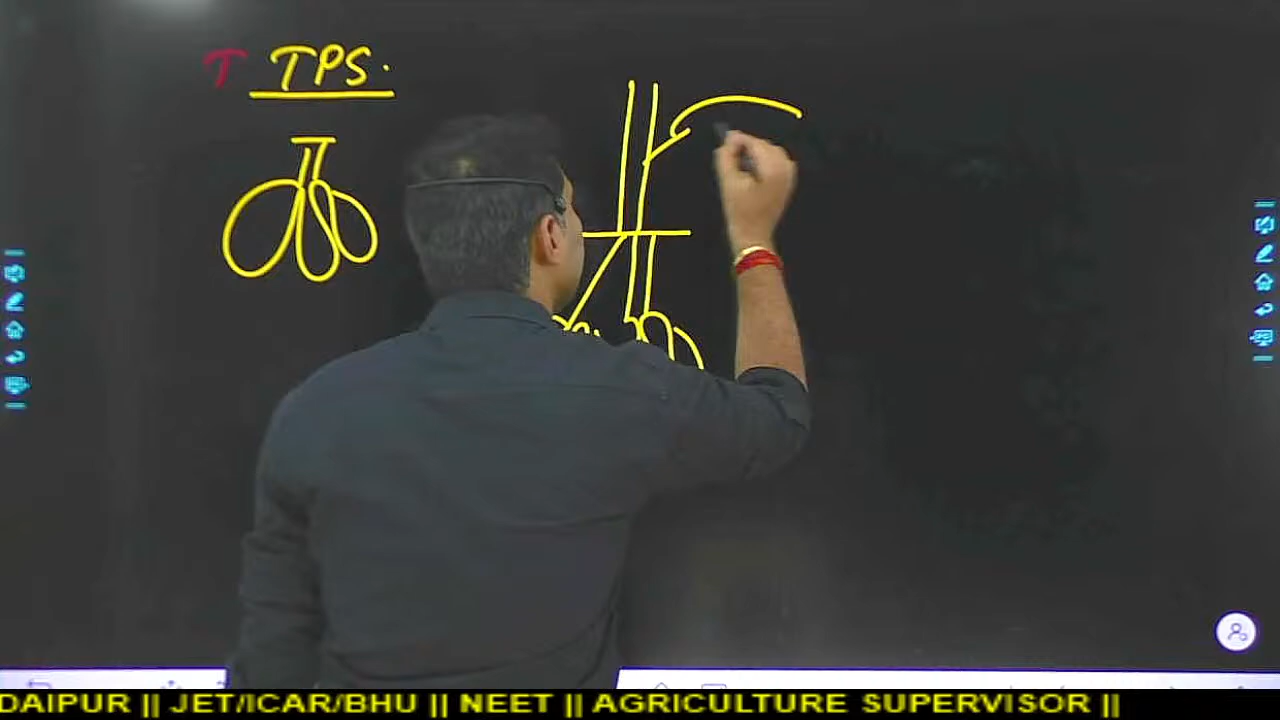 T TPS.
DAIPUR || JET/ICAR/BHU || NEET || AGRICULTURE SUPERVISOR ||